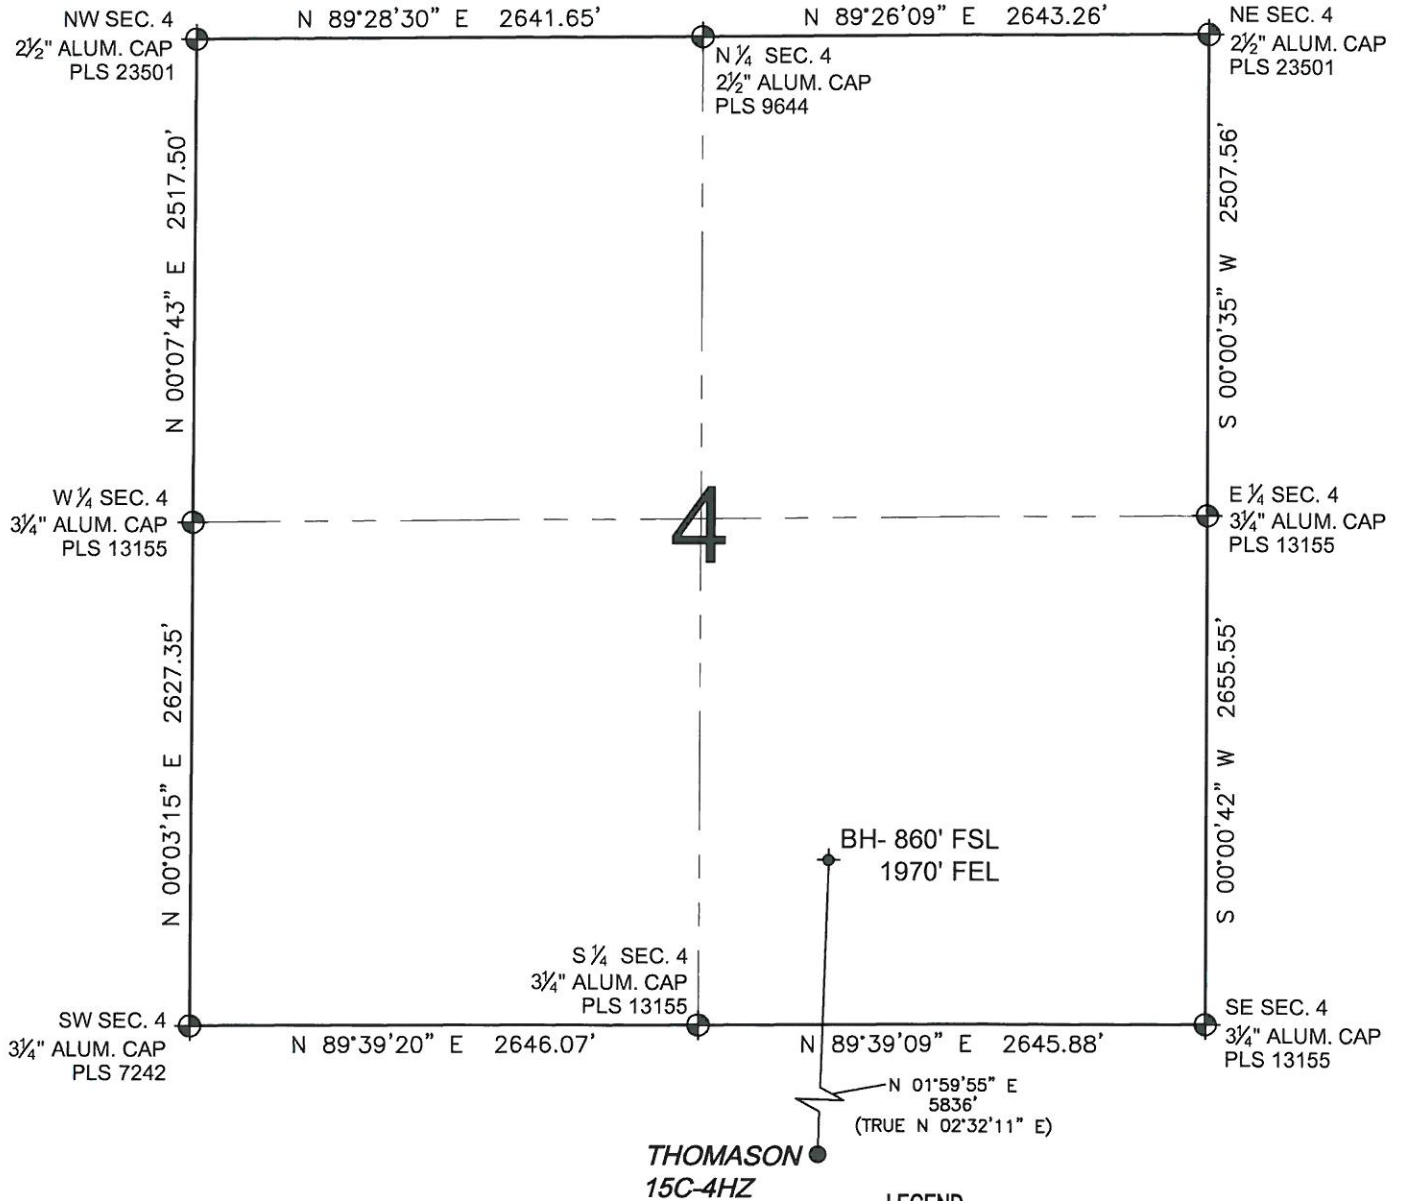 NW SEC. 4
2½" ALUM. CAP
PLS 23501
N 89°28'30" E 2641.65'
N 89°26'09" E 2643.26'
NE SEC. 4
2½" ALUM. CAP
PLS 23501
N ¼ SEC. 4
2½" ALUM. CAP
PLS 9644
N 00°07'43" E 2517.50'
S 00°00'35" W 2507.56'
W ¼ SEC. 4
3¼" ALUM. CAP
PLS 13155
4
E ¼ SEC. 4
3¼" ALUM. CAP
PLS 13155
N 00°03'15" E 2627.35'
S 00°00'42" W 2655.55'
BH- 860' FSL
1970' FEL
S ¼ SEC. 4
3¼" ALUM. CAP
PLS 13155
SW SEC. 4
3¼" ALUM. CAP
PLS 7242
N 89°39'20" E 2646.07'
N 89°39'09" E 2645.88'
SE SEC. 4
3¼" ALUM. CAP
PLS 13155
N 01°59'55" E
5836'
(TRUE N 02°32'11" E)
THOMASON
15C-4HZ
LEGEND